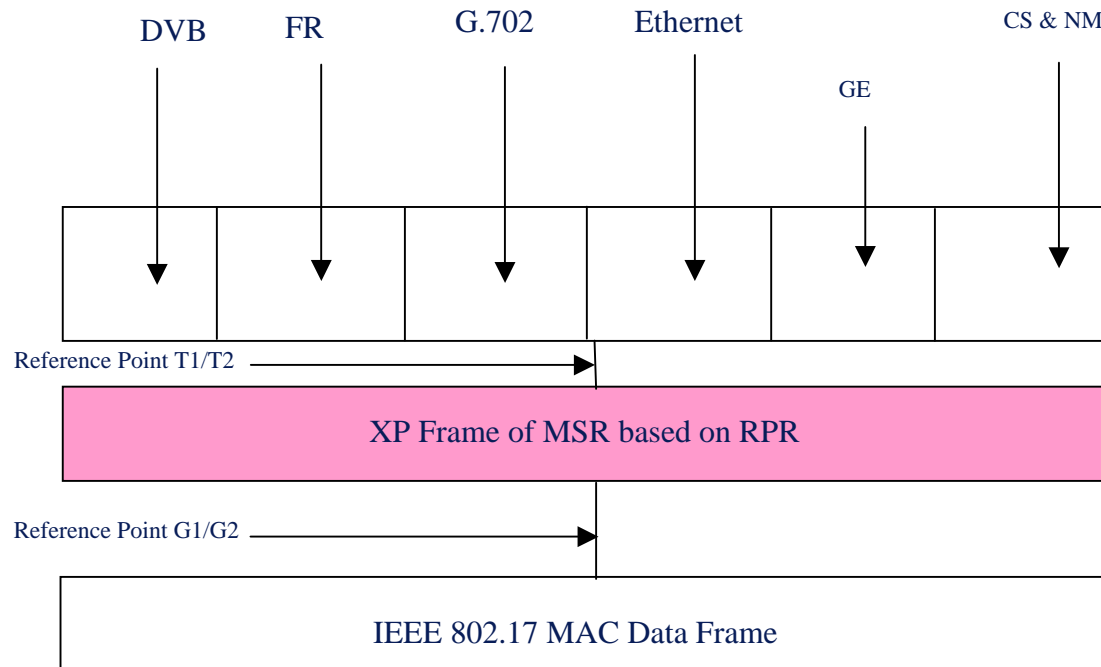 DVB FR G.702 Ethernet CS & NM
GE
Reference Point T1/T2
XP Frame of MSR based on RPR
Reference Point G1/G2
IEEE 802.17 MAC Data Frame